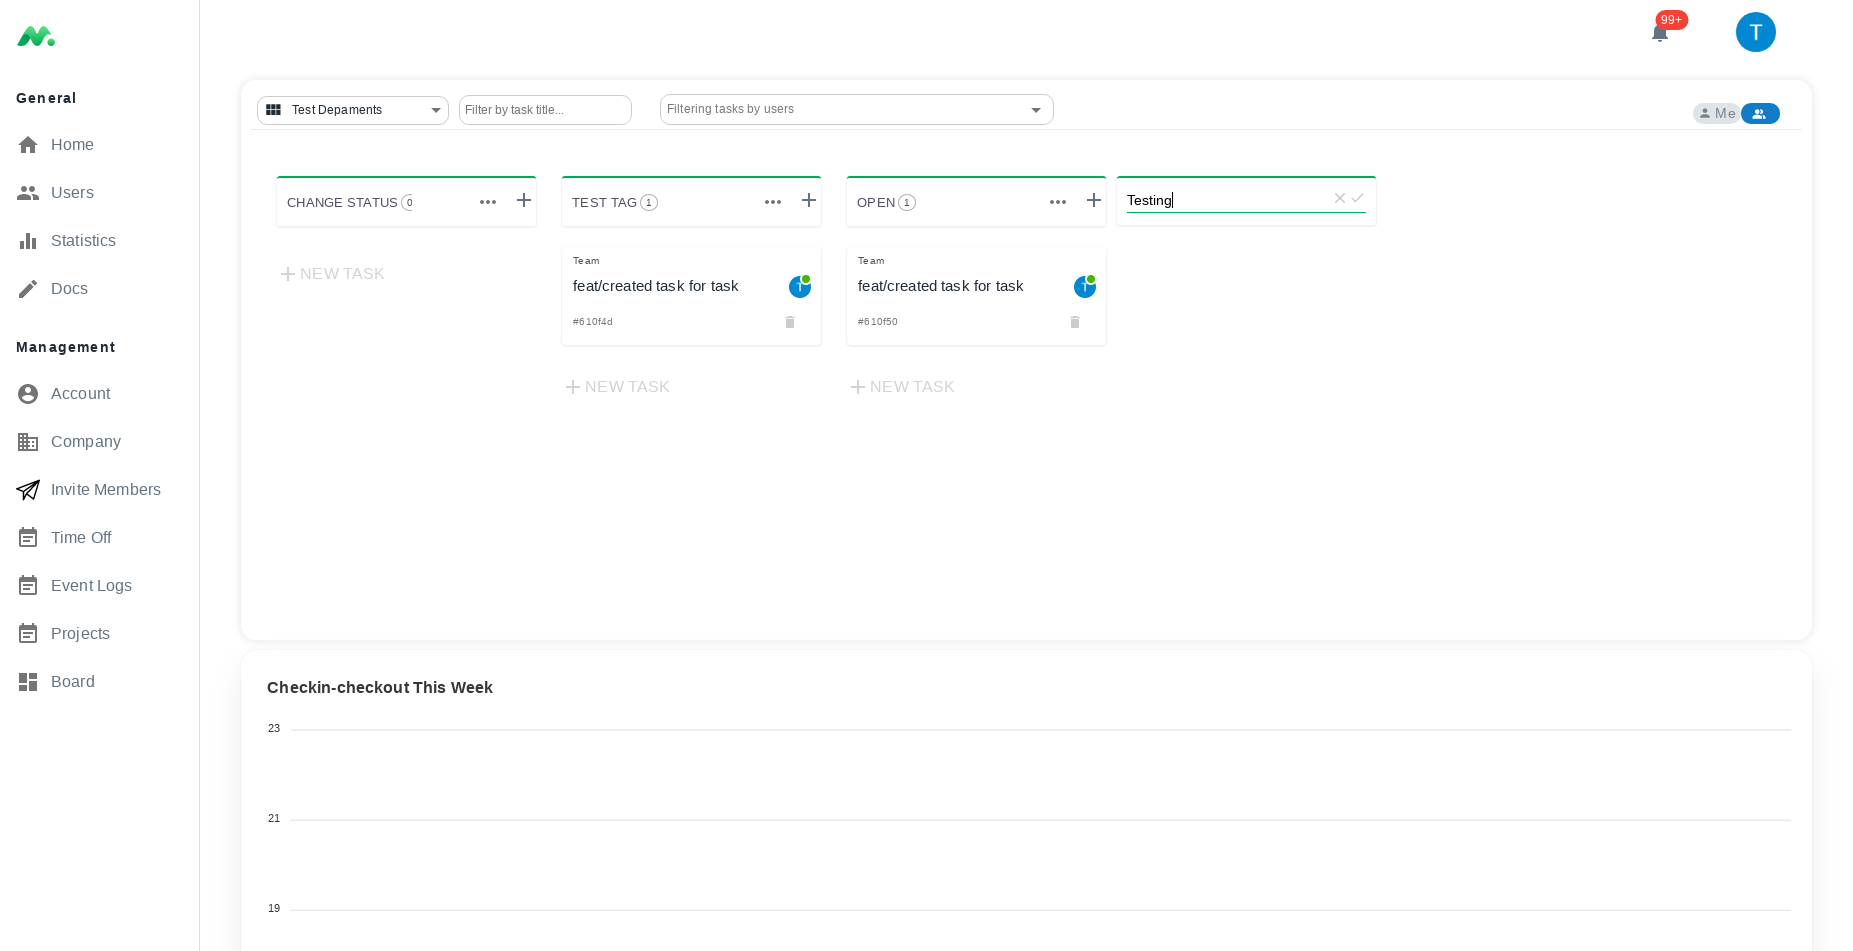 99+
T
General
Home
Users
Statistics
Docs
Management
Account
Company
Invite Members
Time Off
Event Logs
Projects
Board
Test Depaments
Filter by task title...
Filtering tasks by users
Me
CHANGE STATUS 0
NEW TASK
TEST TAG 1
Team
feat/created task for task
T
#610f4d
NEW TASK
OPEN 1
Team
feat/created task for task
T
#610f50
NEW TASK
Testing
Checkin-checkout This Week
23
21
19